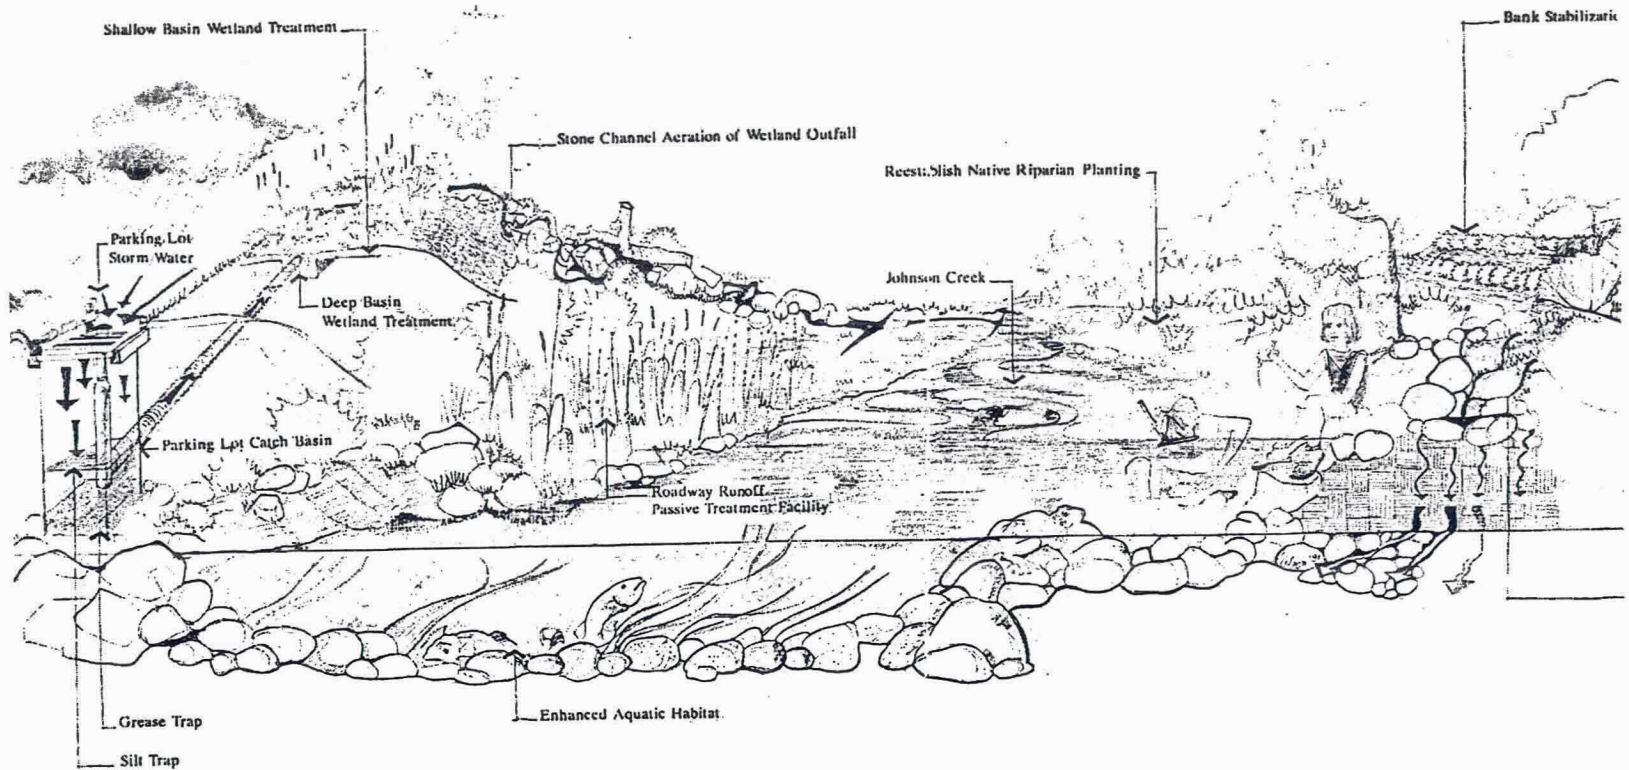 Shallow Basin Wetland Treatment
Bank Stabilizatic
Stone Channel Aeration of Wetland Outfall
Reestablish Native Riparian Planting
Parking Lot
Storm Water
Johnson Creek
Deep Basin
Wetland Treatment
Parking Lot Catch Basin
Roadway Runoff
Passive Treatment Facility
Enhanced Aquatic Habitat
Grease Trap
Silt Trap